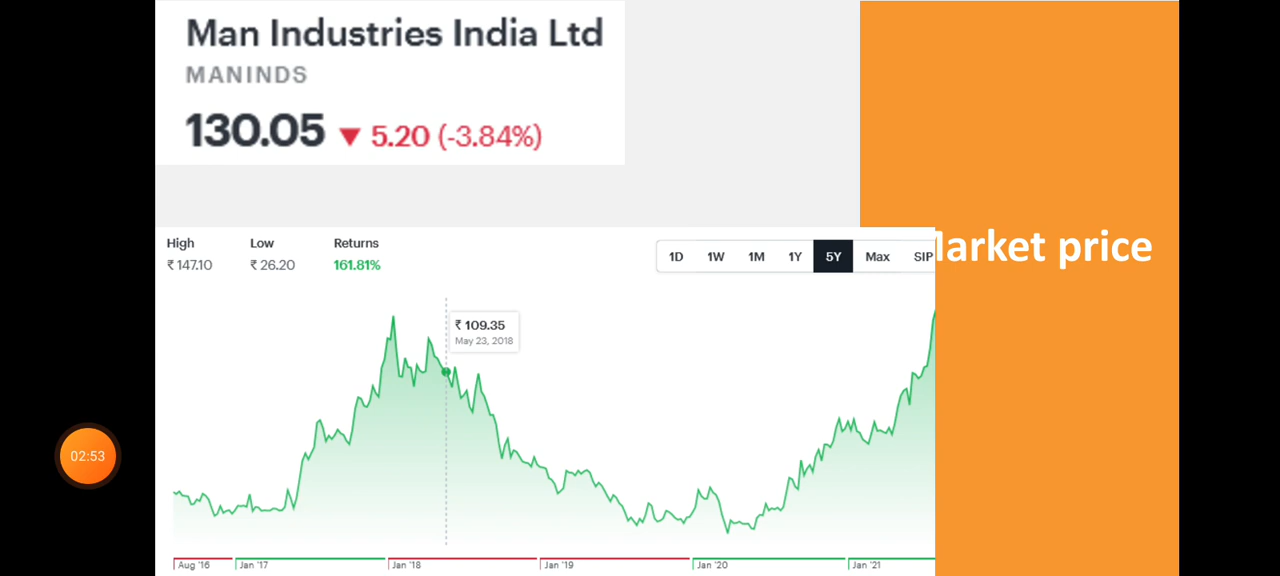 Man Industries India Ltd
MANINDS
130.05 ▼ 5.20 (-3.84%)
High Low Returns
₹ 147.10 ₹ 26.20 161.81%
1D 1W 1M 1Y 5Y Max SIP
arket price
₹ 109.35
May 23, 2018
02:53
Aug '16 Jan '17 Jan '18 Jan '19 Jan '20 Jan '21